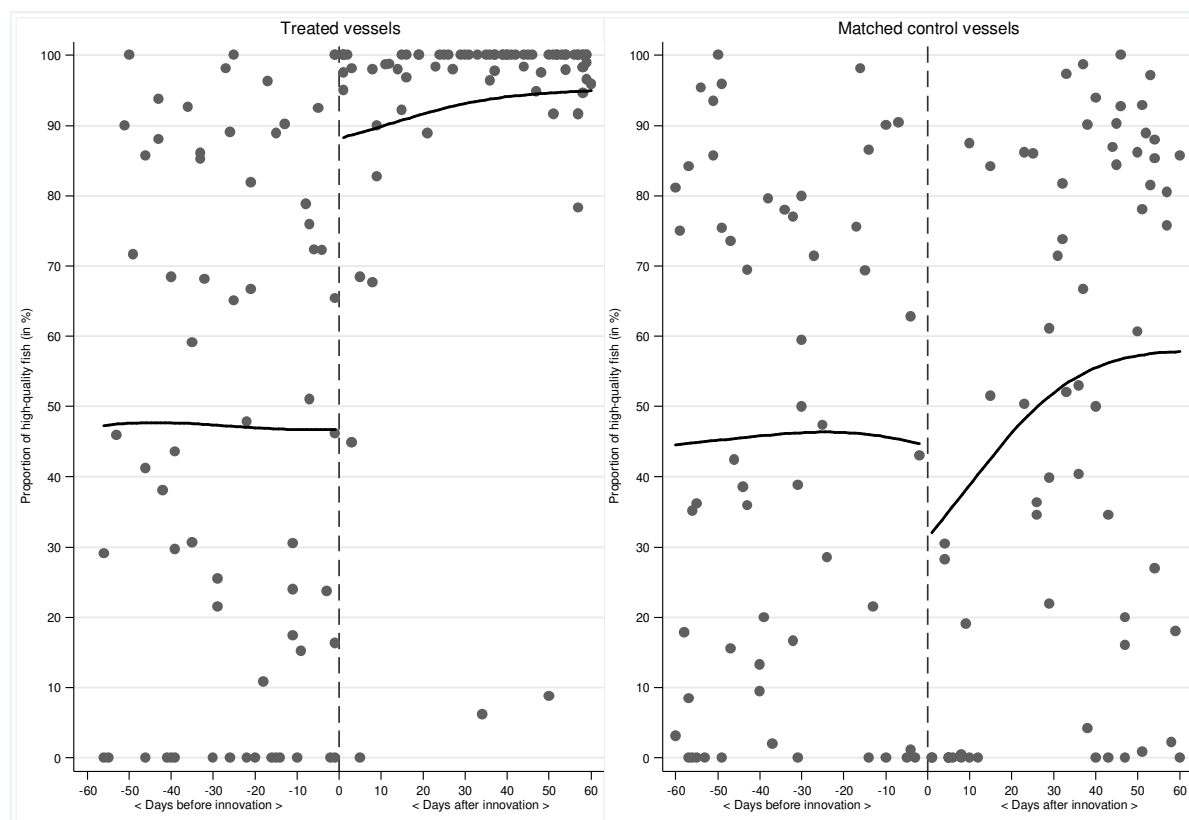 Treated vessels
Proportion of high-quality fish (in %)
100
90
80
70
60
50
40
30
20
10
0
-60 -50 -40 -30 -20 -10 0 10 20 30 40 50 60
< Days before innovation > < Days after innovation >
Matched control vessels
Proportion of high-quality fish (in %)
100
90
80
70
60
50
40
30
20
10
0
-60 -50 -40 -30 -20 -10 0 10 20 30 40 50 60
< Days before innovation > < Days after innovation >